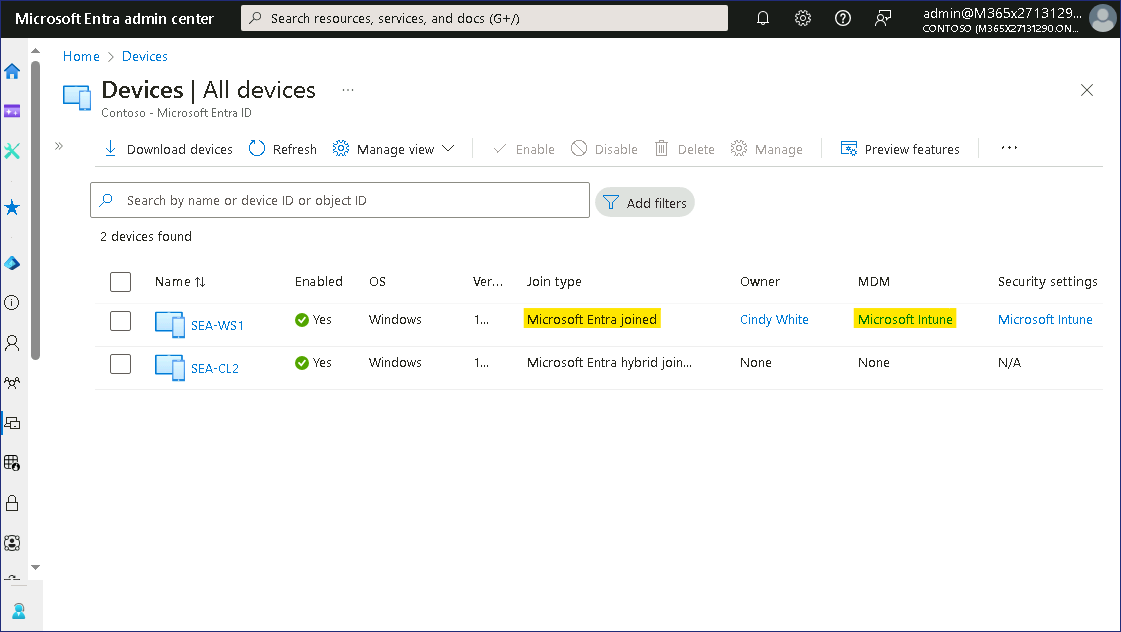 Microsoft Entra admin center
Search resources, services, and docs (G+/)
admin@M365x2713129...
CONTOSO (M365X27131290.ON...
Home > Devices
Devices | All devices ...
Contoso - Microsoft Entra ID
Download devices Refresh Manage view Enable Disable Delete Manage Preview features ...
Search by name or device ID or object ID
Add filters
2 devices found
Name Enabled OS Ver... Join type Owner MDM Security settings
SEA-WS1 Yes Windows 1... Microsoft Entra joined Cindy White Microsoft Intune Microsoft Intune
SEA-CL2 Yes Windows 1... Microsoft Entra hybrid join... None None N/A